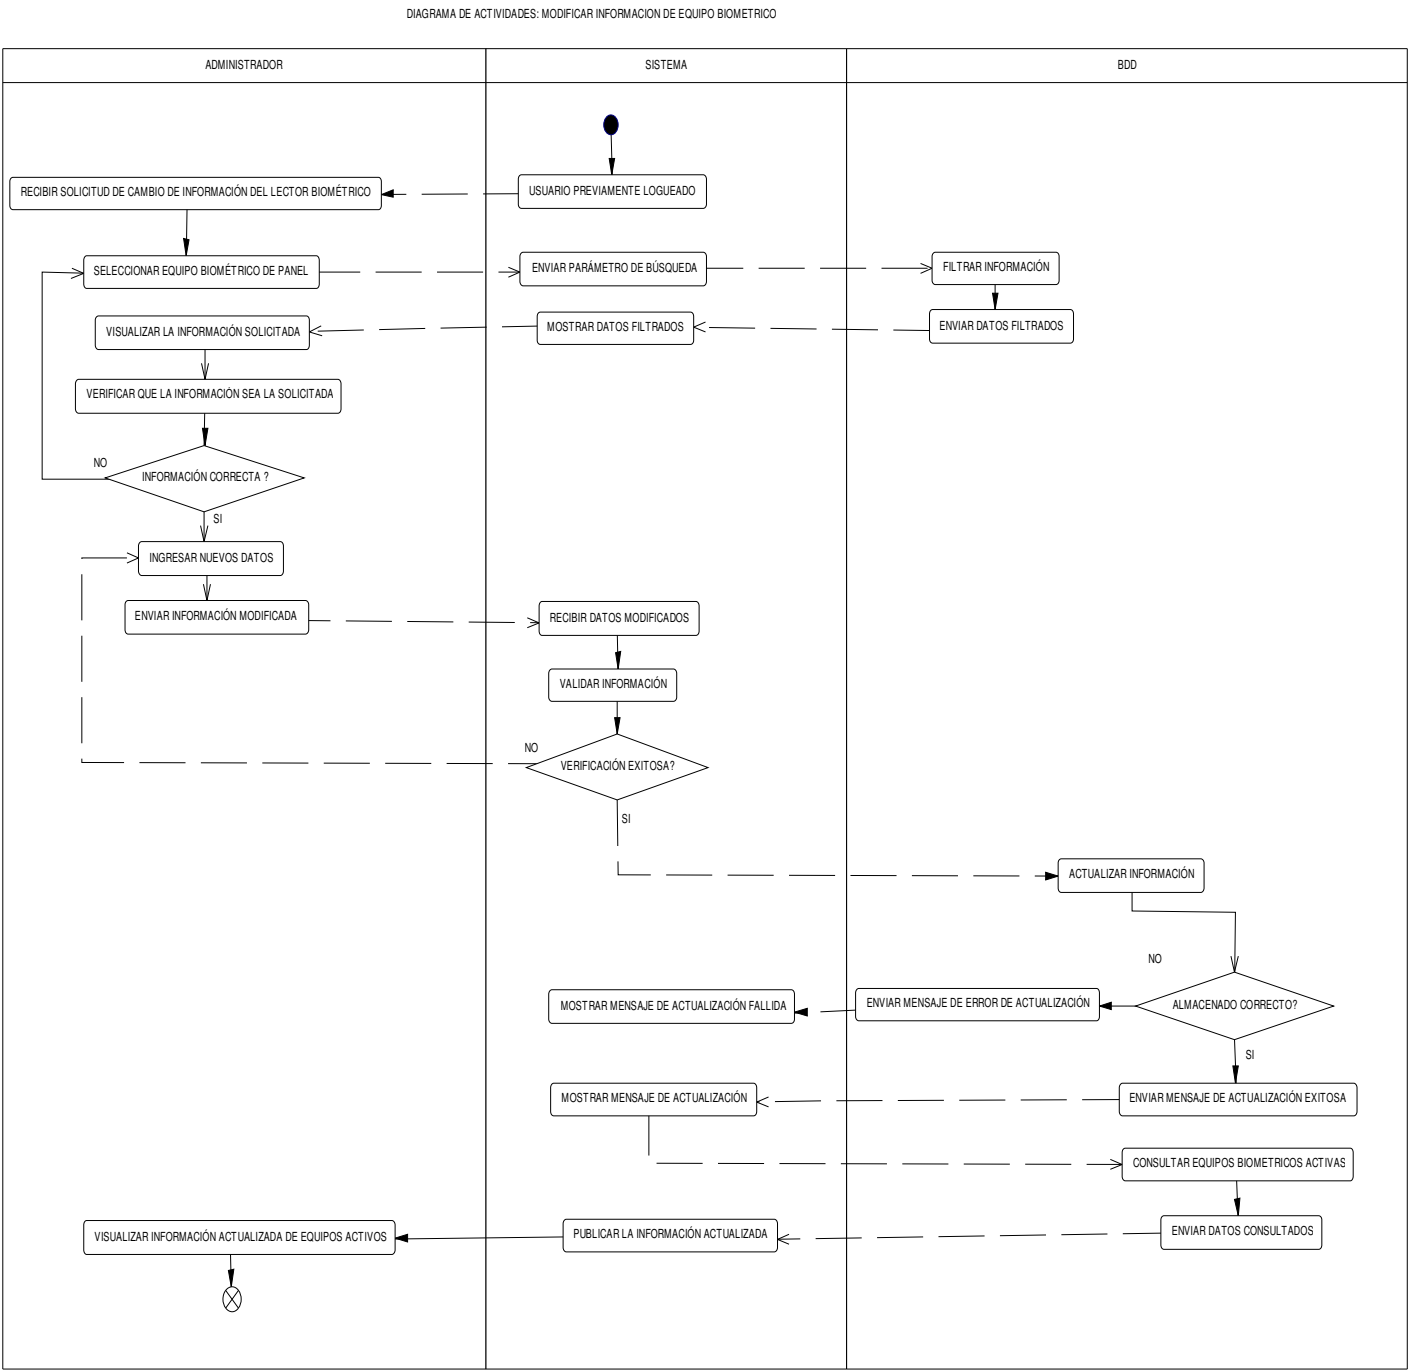 DIAGRAMA DE ACTIVIDADES: MODIFICAR INFORMACION DE EQUIPO BIOMETRICO
ADMINISTRADOR
SISTEMA
BDD
USUARIO PREVIAMENTE LOGUEADO
RECIBIR SOLICITUD DE CAMBIO DE INFORMACIÓN DEL LECTOR BIOMÉTRICO
SELECCIONAR EQUIPO BIOMÉTRICO DE PANEL
ENVIAR PARÁMETRO DE BÚSQUEDA
FILTRAR INFORMACIÓN
ENVIAR DATOS FILTRADOS
MOSTRAR DATOS FILTRADOS
VISUALIZAR LA INFORMACIÓN SOLICITADA
VERIFICAR QUE LA INFORMACIÓN SEA LA SOLICITADA
NO
INFORMACIÓN CORRECTA ?
SI
INGRESAR NUEVOS DATOS
ENVIAR INFORMACIÓN MODIFICADA
RECIBIR DATOS MODIFICADOS
VALIDAR INFORMACIÓN
NO
VERIFICACIÓN EXITOSA?
SI
ACTUALIZAR INFORMACIÓN
NO
ALMACENADO CORRECTO?
ENVIAR MENSAJE DE ERROR DE ACTUALIZACIÓN
MOSTRAR MENSAJE DE ACTUALIZACIÓN FALLIDA
SI
ENVIAR MENSAJE DE ACTUALIZACIÓN EXITOSA
MOSTRAR MENSAJE DE ACTUALIZACIÓN
CONSULTAR EQUIPOS BIOMETRICOS ACTIVAS
ENVIAR DATOS CONSULTADOS
PUBLICAR LA INFORMACIÓN ACTUALIZADA
VISUALIZAR INFORMACIÓN ACTUALIZADA DE EQUIPOS ACTIVOS